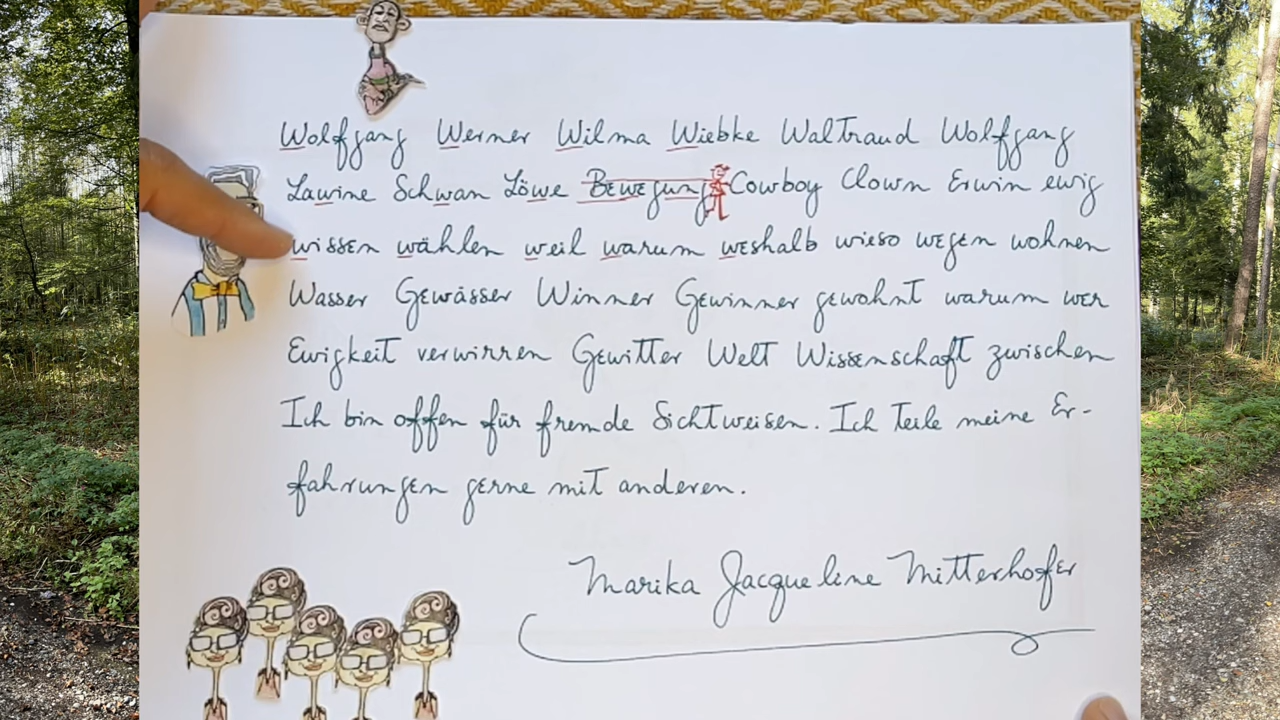 Wolfgang Werner Wilma Wiebke Waltraud Wolfgang
Lawine Schwan Löwe Bewegung Cowboy Clown Erwin ewig
wissen wählen weil warum weshalb wieso wegen wohnen
Wasser Gewässer Winner Gewinner gewohnt warum wer
Ewigkeit verwirren Gewitter Welt Wissenschaft zwischen
Ich bin offen für fremde Sichtweisen. Ich teile meine Er-
fahrungen gerne mit anderen.
Marika Jacqueline Mitterhofer